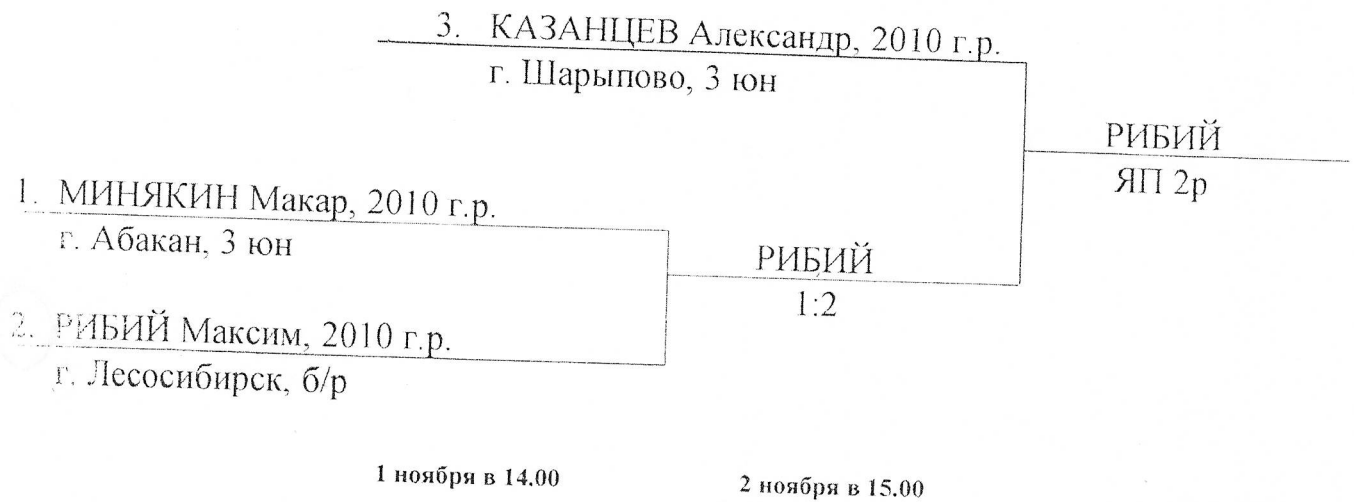 3. КАЗАНЦЕВ Александр, 2010 г.р.
г. Шарыпово, 3 юн
РИБИЙ
ЯП 2р
1. МИНЯКИН Макар, 2010 г.р.
г. Абакан, 3 юн
РИБИЙ
1:2
2. РИБИЙ Максим, 2010 г.р.
г. Лесосибирск, б/р
1 ноября в 14.00
2 ноября в 15.00